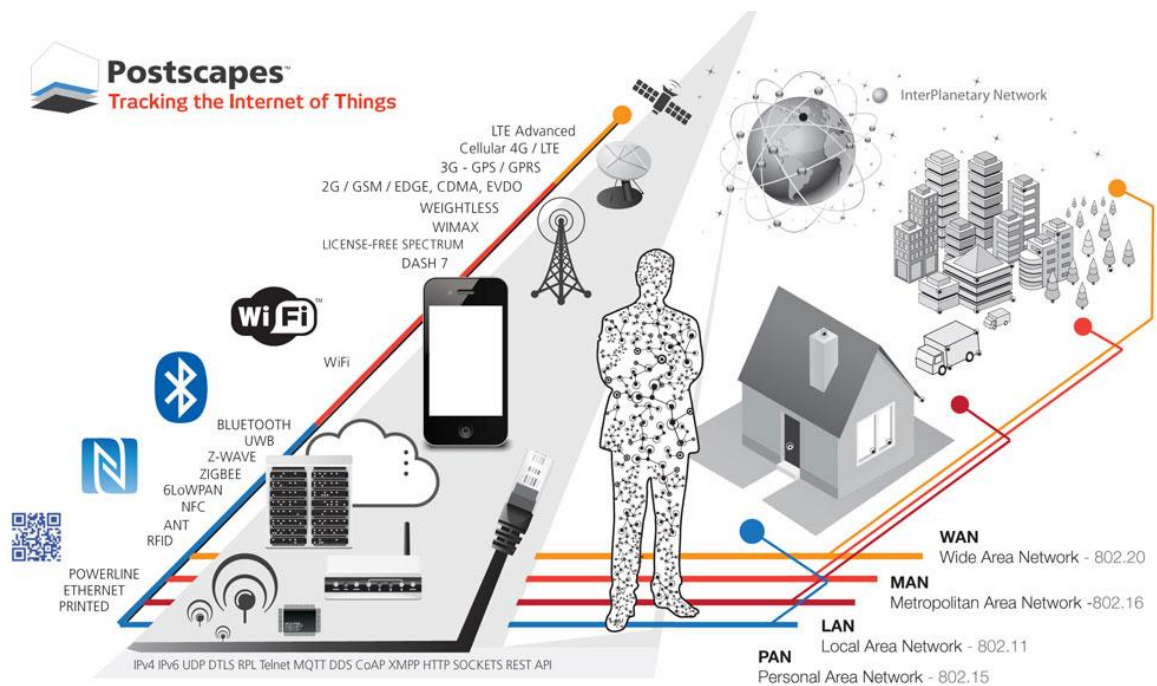 Postscapes™
Tracking the Internet of Things
InterPlanetary Network
LTE Advanced
Cellular 4G / LTE
3G - GPS / GPRS
2G / GSM / EDGE, CDMA, EVDO
WEIGHTLESS
WIMAX
LICENSE-FREE SPECTRUM
DASH 7
WiFi™
WiFi
BLUETOOTH
UWB
Z-WAVE
ZIGBEE
6LoWPAN
NFC
ANT
RFID
POWERLINE
ETHERNET
PRINTED
WAN
Wide Area Network - 802.20
MAN
Metropolitan Area Network -802.16
LAN
Local Area Network - 802.11
PAN
Personal Area Network - 802.15
IPv4 IPv6 UDP DTLS RPL Telnet MQTT DDS CoAP XMPP HTTP SOCKETS REST API